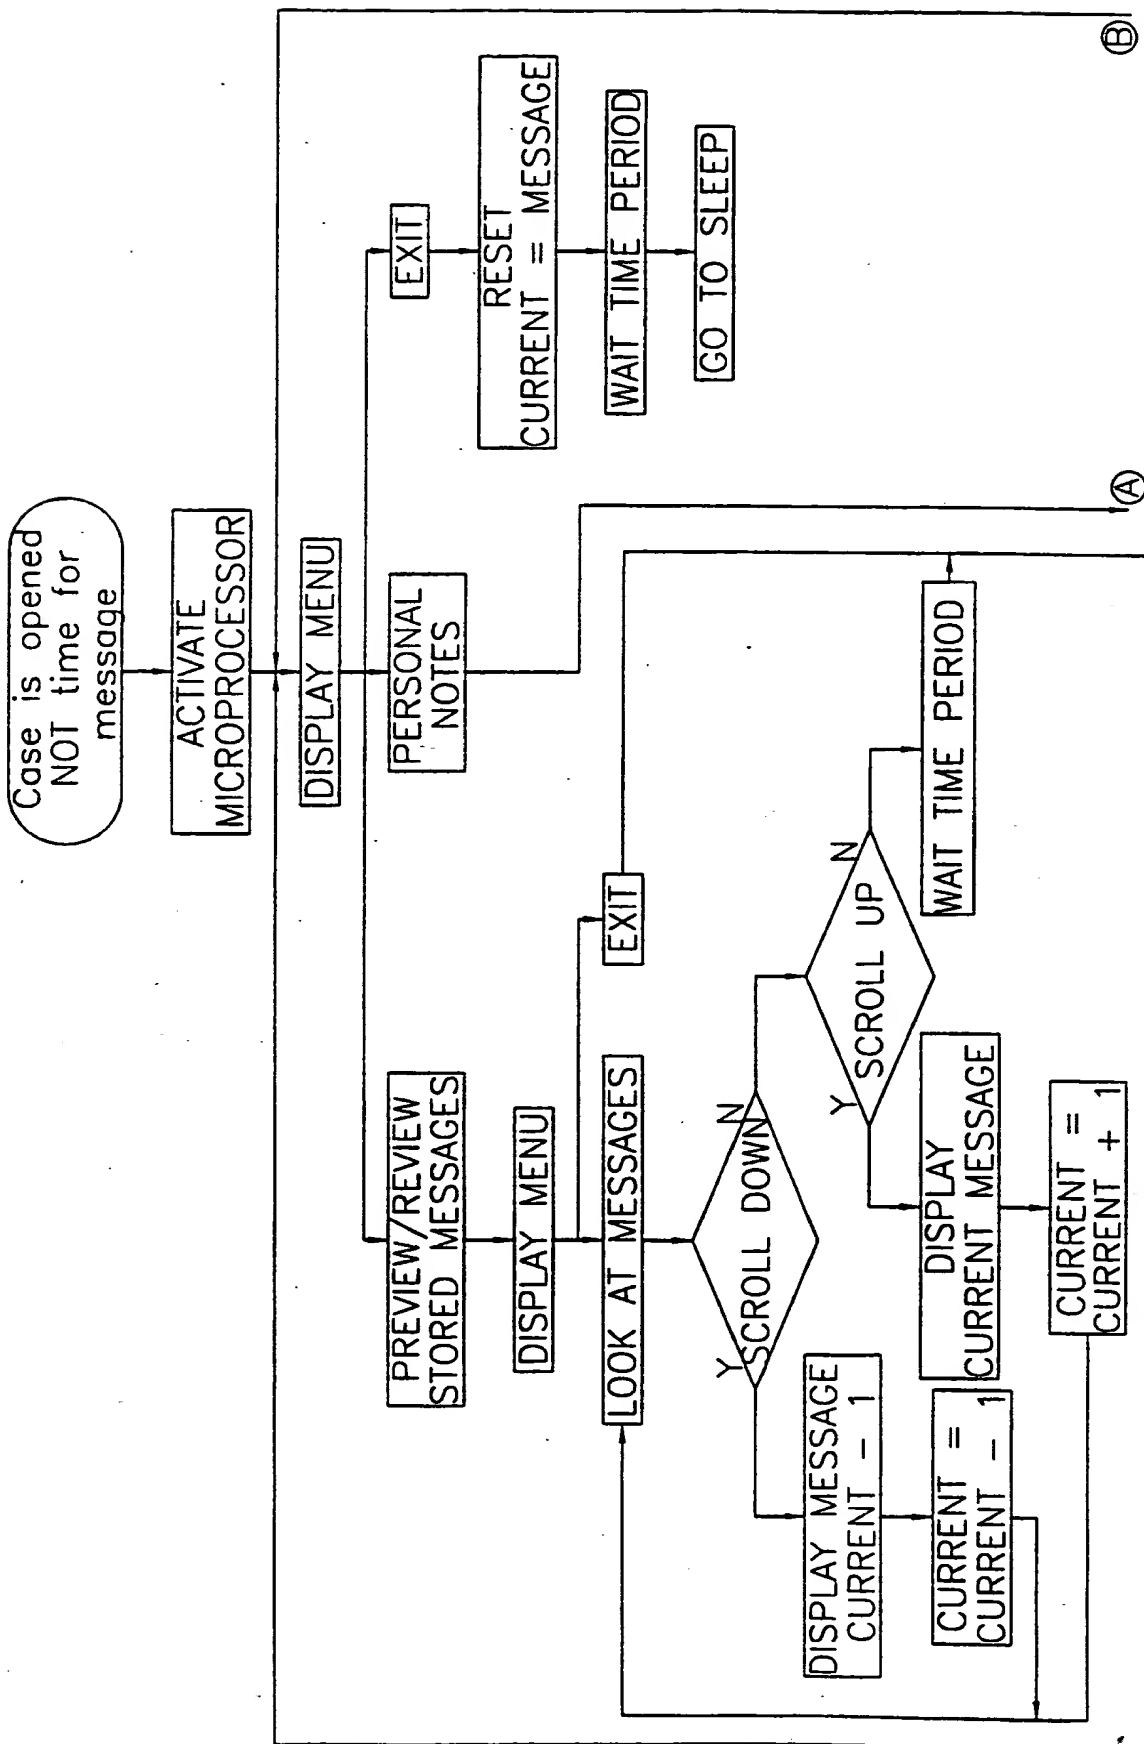 Case is opened
NOT time for
message
ACTIVATE
MICROPROCESSOR
DISPLAY MENU
PREVIEW/REVIEW
STORED MESSAGES
PERSONAL
NOTES
EXIT
DISPLAY MENU
RESET
CURRENT = MESSAGE
LOOK AT MESSAGES
EXIT
WAIT TIME PERIOD
GO TO SLEEP
Y
SCROLL DOWN
N
DISPLAY MESSAGE
CURRENT - 1
Y
SCROLL UP
N
CURRENT =
CURRENT - 1
DISPLAY
CURRENT MESSAGE
WAIT TIME PERIOD
CURRENT =
CURRENT + 1
A
B